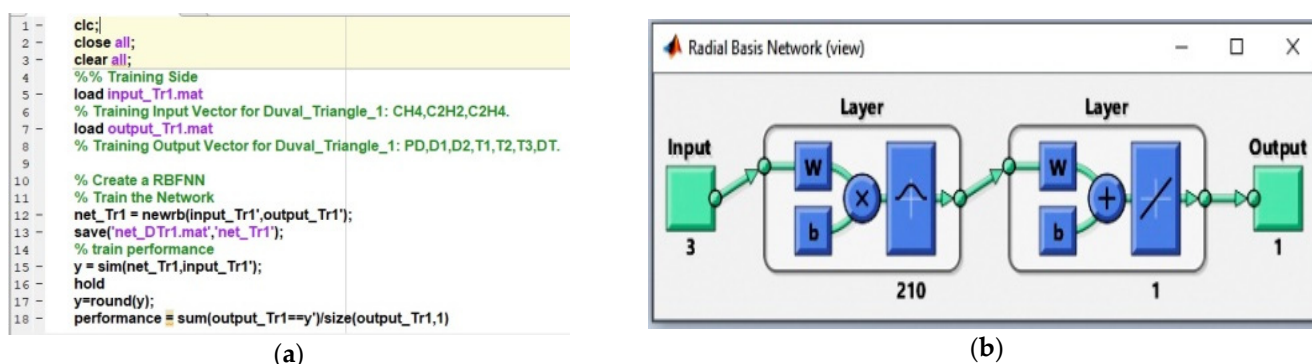 1 - clc;
2 - close all;
3 - clear all;
4 %% Training Side
5 - load input_Tr1.mat
6 % Training Input Vector for Duval_Triangle_1: CH4,C2H2,C2H4.
7 - load output_Tr1.mat
8 % Training Output Vector for Duval_Triangle_1: PD,D1,D2,T1,T2,T3,DT.
9
10 % Create a RBFNN
11 % Train the Network
12 - net_Tr1 = newrb(input_Tr1',output_Tr1');
13 - save('net_DTr1.mat','net_Tr1');
14 % train performance
15 - y = sim(net_Tr1,input_Tr1');
16 - hold
17 - y=round(y);
18 - performance = sum(output_Tr1==y')/size(output_Tr1,1)
(a)
Radial Basis Network (view)
Layer Layer
Input Output
W W
b b
3 210 1 1
(b)